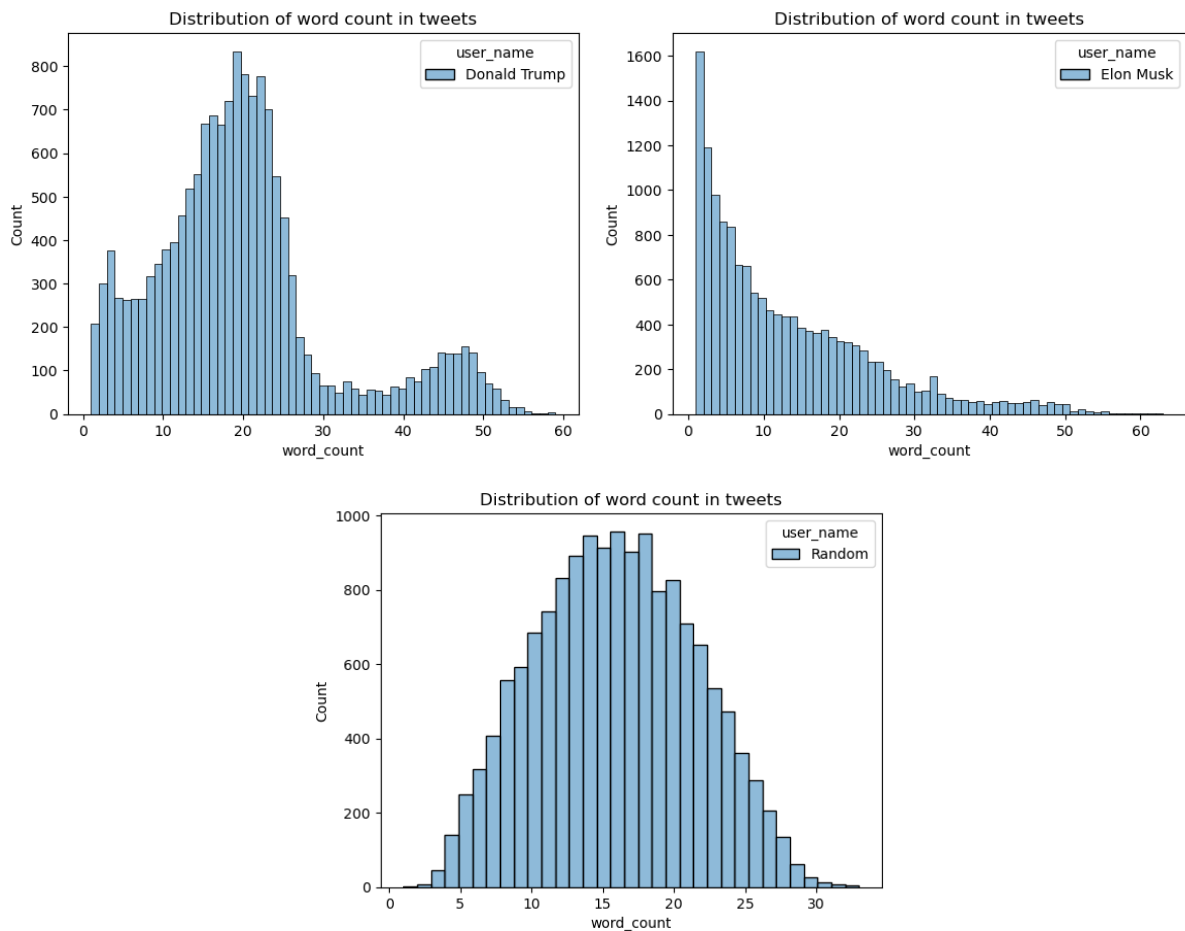 Distribution of word count in tweets
user_name
Donald Trump
800
700
600
500
400
300
200
100
0
Count
0 10 20 30 40 50 60
word_count
Distribution of word count in tweets
user_name
Elon Musk
1600
1400
1200
1000
800
600
400
200
0
Count
0 10 20 30 40 50 60
word_count
Distribution of word count in tweets
user_name
Random
1000
800
600
400
200
0
Count
0 5 10 15 20 25 30
word_count